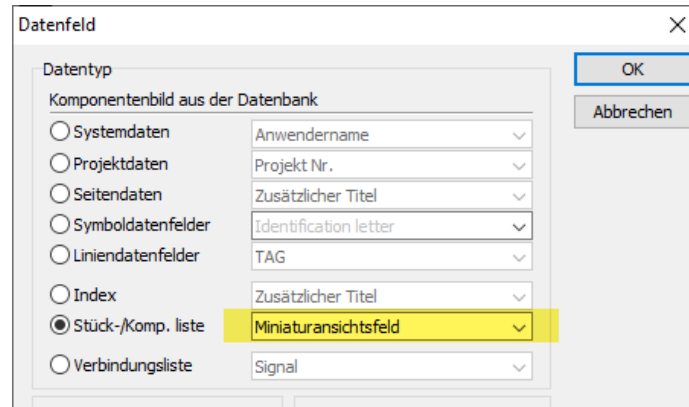 Datenfeld
Datentyp
OK
Komponentenbild aus der Datenbank
Abbrechen
Systemdaten Anwendername
Projektdaten Projekt Nr.
Seitendaten Zusätzlicher Titel
Symboldatenfelder Identification letter
Liniendatenfelder TAG
Index Zusätzlicher Titel
Stück-/Komp. liste Miniaturansichtsfeld
Verbindungsliste Signal